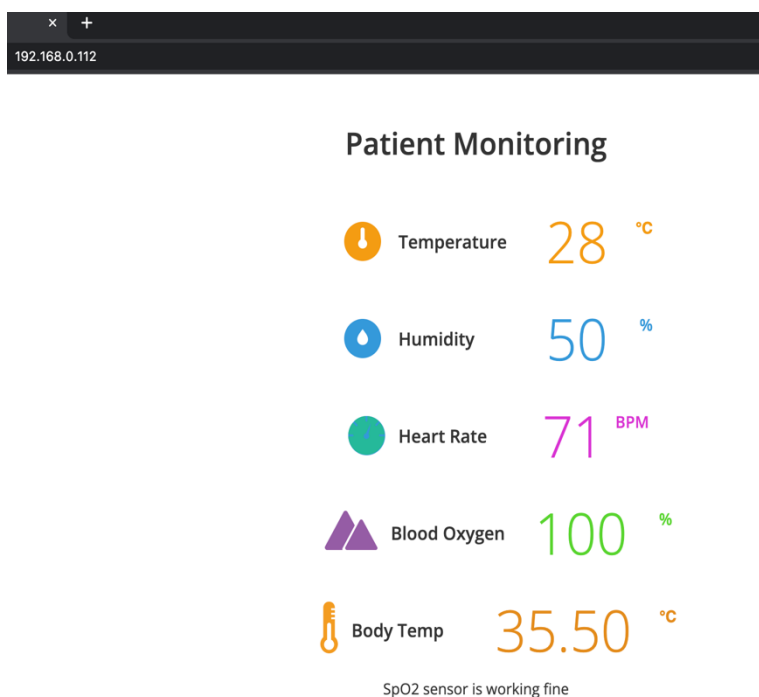 × +
192.168.0.112
Patient Monitoring
Temperature 28 °C
Humidity 50 %
Heart Rate 71 BPM
Blood Oxygen 100 %
Body Temp 35.50 °C
SpO2 sensor is working fine